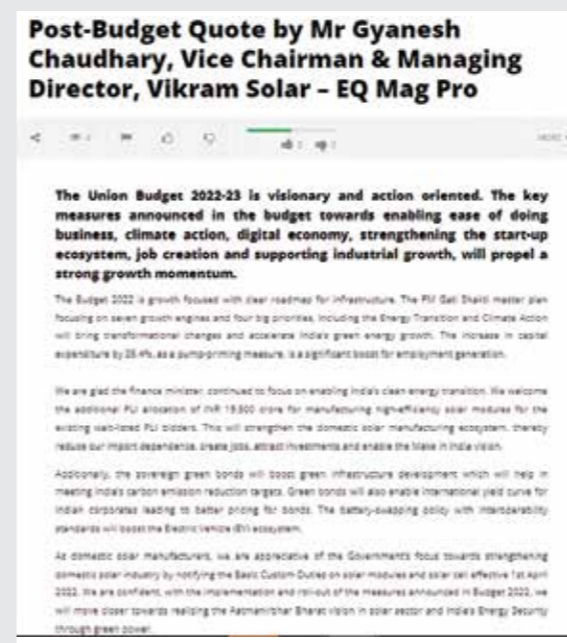 Post-Budget Quote by Mr Gyanesh
Chaudhary, Vice Chairman & Managing
Director, Vikram Solar – EQ Mag Pro
The Union Budget 2022-23 is visionary and action oriented. The key
measures announced in the budget towards enabling ease of doing
business, climate action, digital economy, strengthening the start-up
ecosystem, job creation and supporting industrial growth, will propel a
strong growth momentum.
The Budget 2022 is growth focused with clear roadmap for infrastructure. The PM Gati Shakti master plan
focusing on seven growth engines and four big priorities, including the Energy Transition and Climate Action
will bring transformational changes and accelerate India's green energy growth. The increase in capital
expenditure by as a pump-priming measure, is a significant boost for employment generation.
We are glad the finance minister, continued to focus on enabling India's clean energy transition. We welcome
the additional PLI allocation of INR 19,500 crore for manufacturing high-efficiency solar modules for the
existing wait-listed PLI bidders. This will strengthen the domestic solar manufacturing ecosystem, thereby
reduce our import dependence, create jobs, attract investments and enable the Make in India vision.
Additionally, the sovereign green bonds will boost green infrastructure development which will help in
meeting India's carbon emission reduction targets. Green bonds will also enable international yield curve for
Indian corporates leading to better pricing for bonds. The battery-swapping policy with interoperability
standards will boost the Electric Vehicle (EV) ecosystem.
As domestic solar manufacturers, we are appreciative of the Government's focus towards strengthening
domestic solar industry by notifying the Basic Custom Duties on solar modules and solar cell effective 1st April
2022. We are confident, with the implementation and roll-out of the measures announced in Budget 2022, we
will move closer towards realizing the Aatmanirbhar Bharat vision in solar sector and India's Energy Security
through green power.